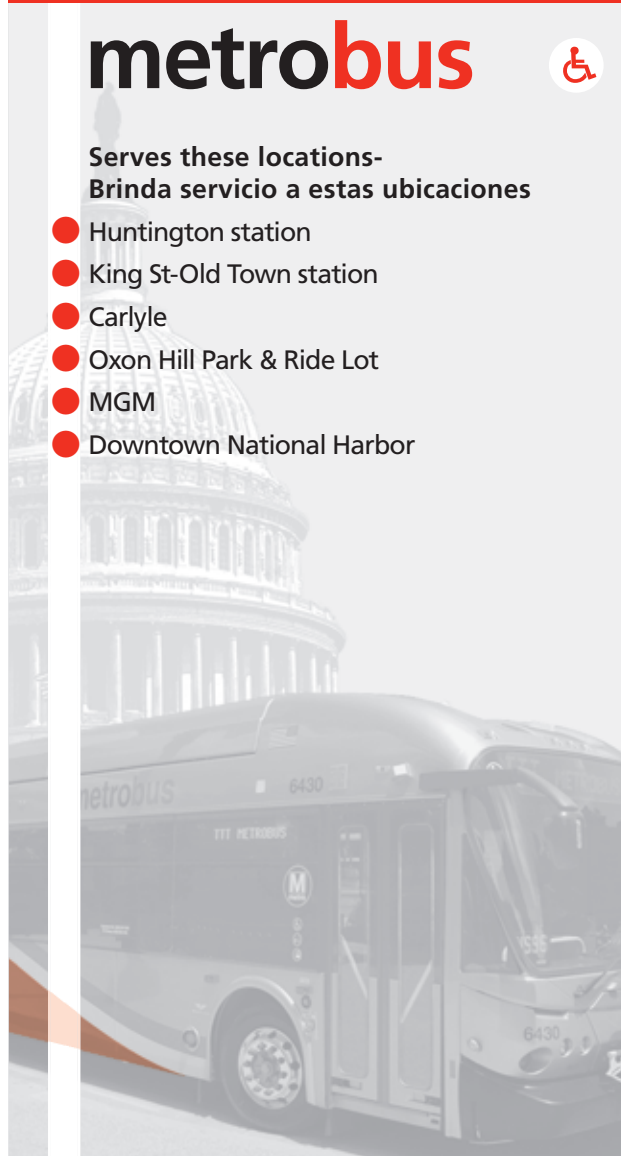 metrobus
Serves these locations-
Brinda servicio a estas ubicaciones
Huntington station
King St-Old Town station
Carlyle
Oxon Hill Park & Ride Lot
MGM
Downtown National Harbor
metrobus
6430
TTT METROBUS
M
6430